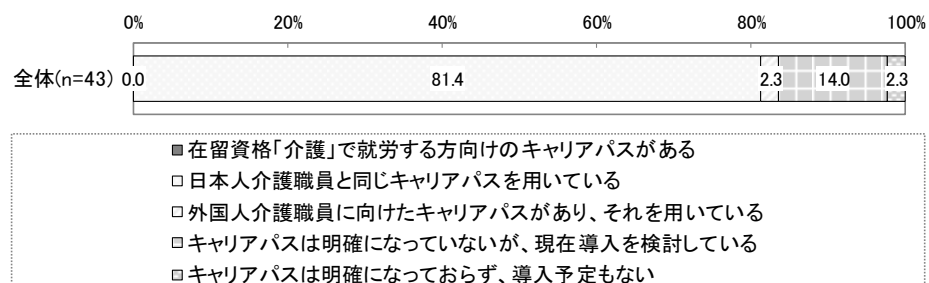 0% 20% 40% 60% 80% 100%
全体(n=43) 0.0 81.4 2.3 14.0 2.3
■在留資格「介護」で就労する方向けのキャリアパスがある
□日本人介護職員と同じキャリアパスを用いている
□外国人介護職員に向けたキャリアパスがあり、それを用いている
□キャリアパスは明確になっていないが、現在導入を検討している
□キャリアパスは明確になっておらず、導入予定もない